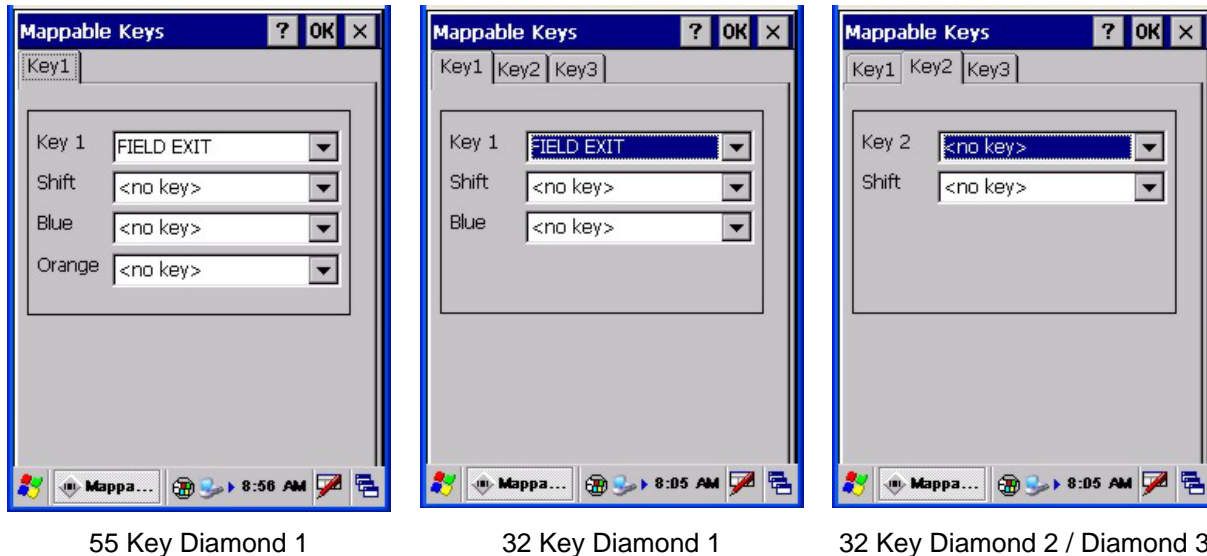 Mappable Keys ? OK ×
Key1
Key 1 FIELD EXIT
Shift <no key>
Blue <no key>
Orange <no key>
Mappa... 8:56 AM
55 Key Diamond 1
Mappable Keys ? OK ×
Key1 Key2 Key3
Key 1 FIELD EXIT
Shift <no key>
Blue <no key>
Mappa... 8:05 AM
32 Key Diamond 1
Mappable Keys ? OK ×
Key1 Key2 Key3
Key 2 <no key>
Shift <no key>
Mappa... 8:05 AM
32 Key Diamond 2 / Diamond 3